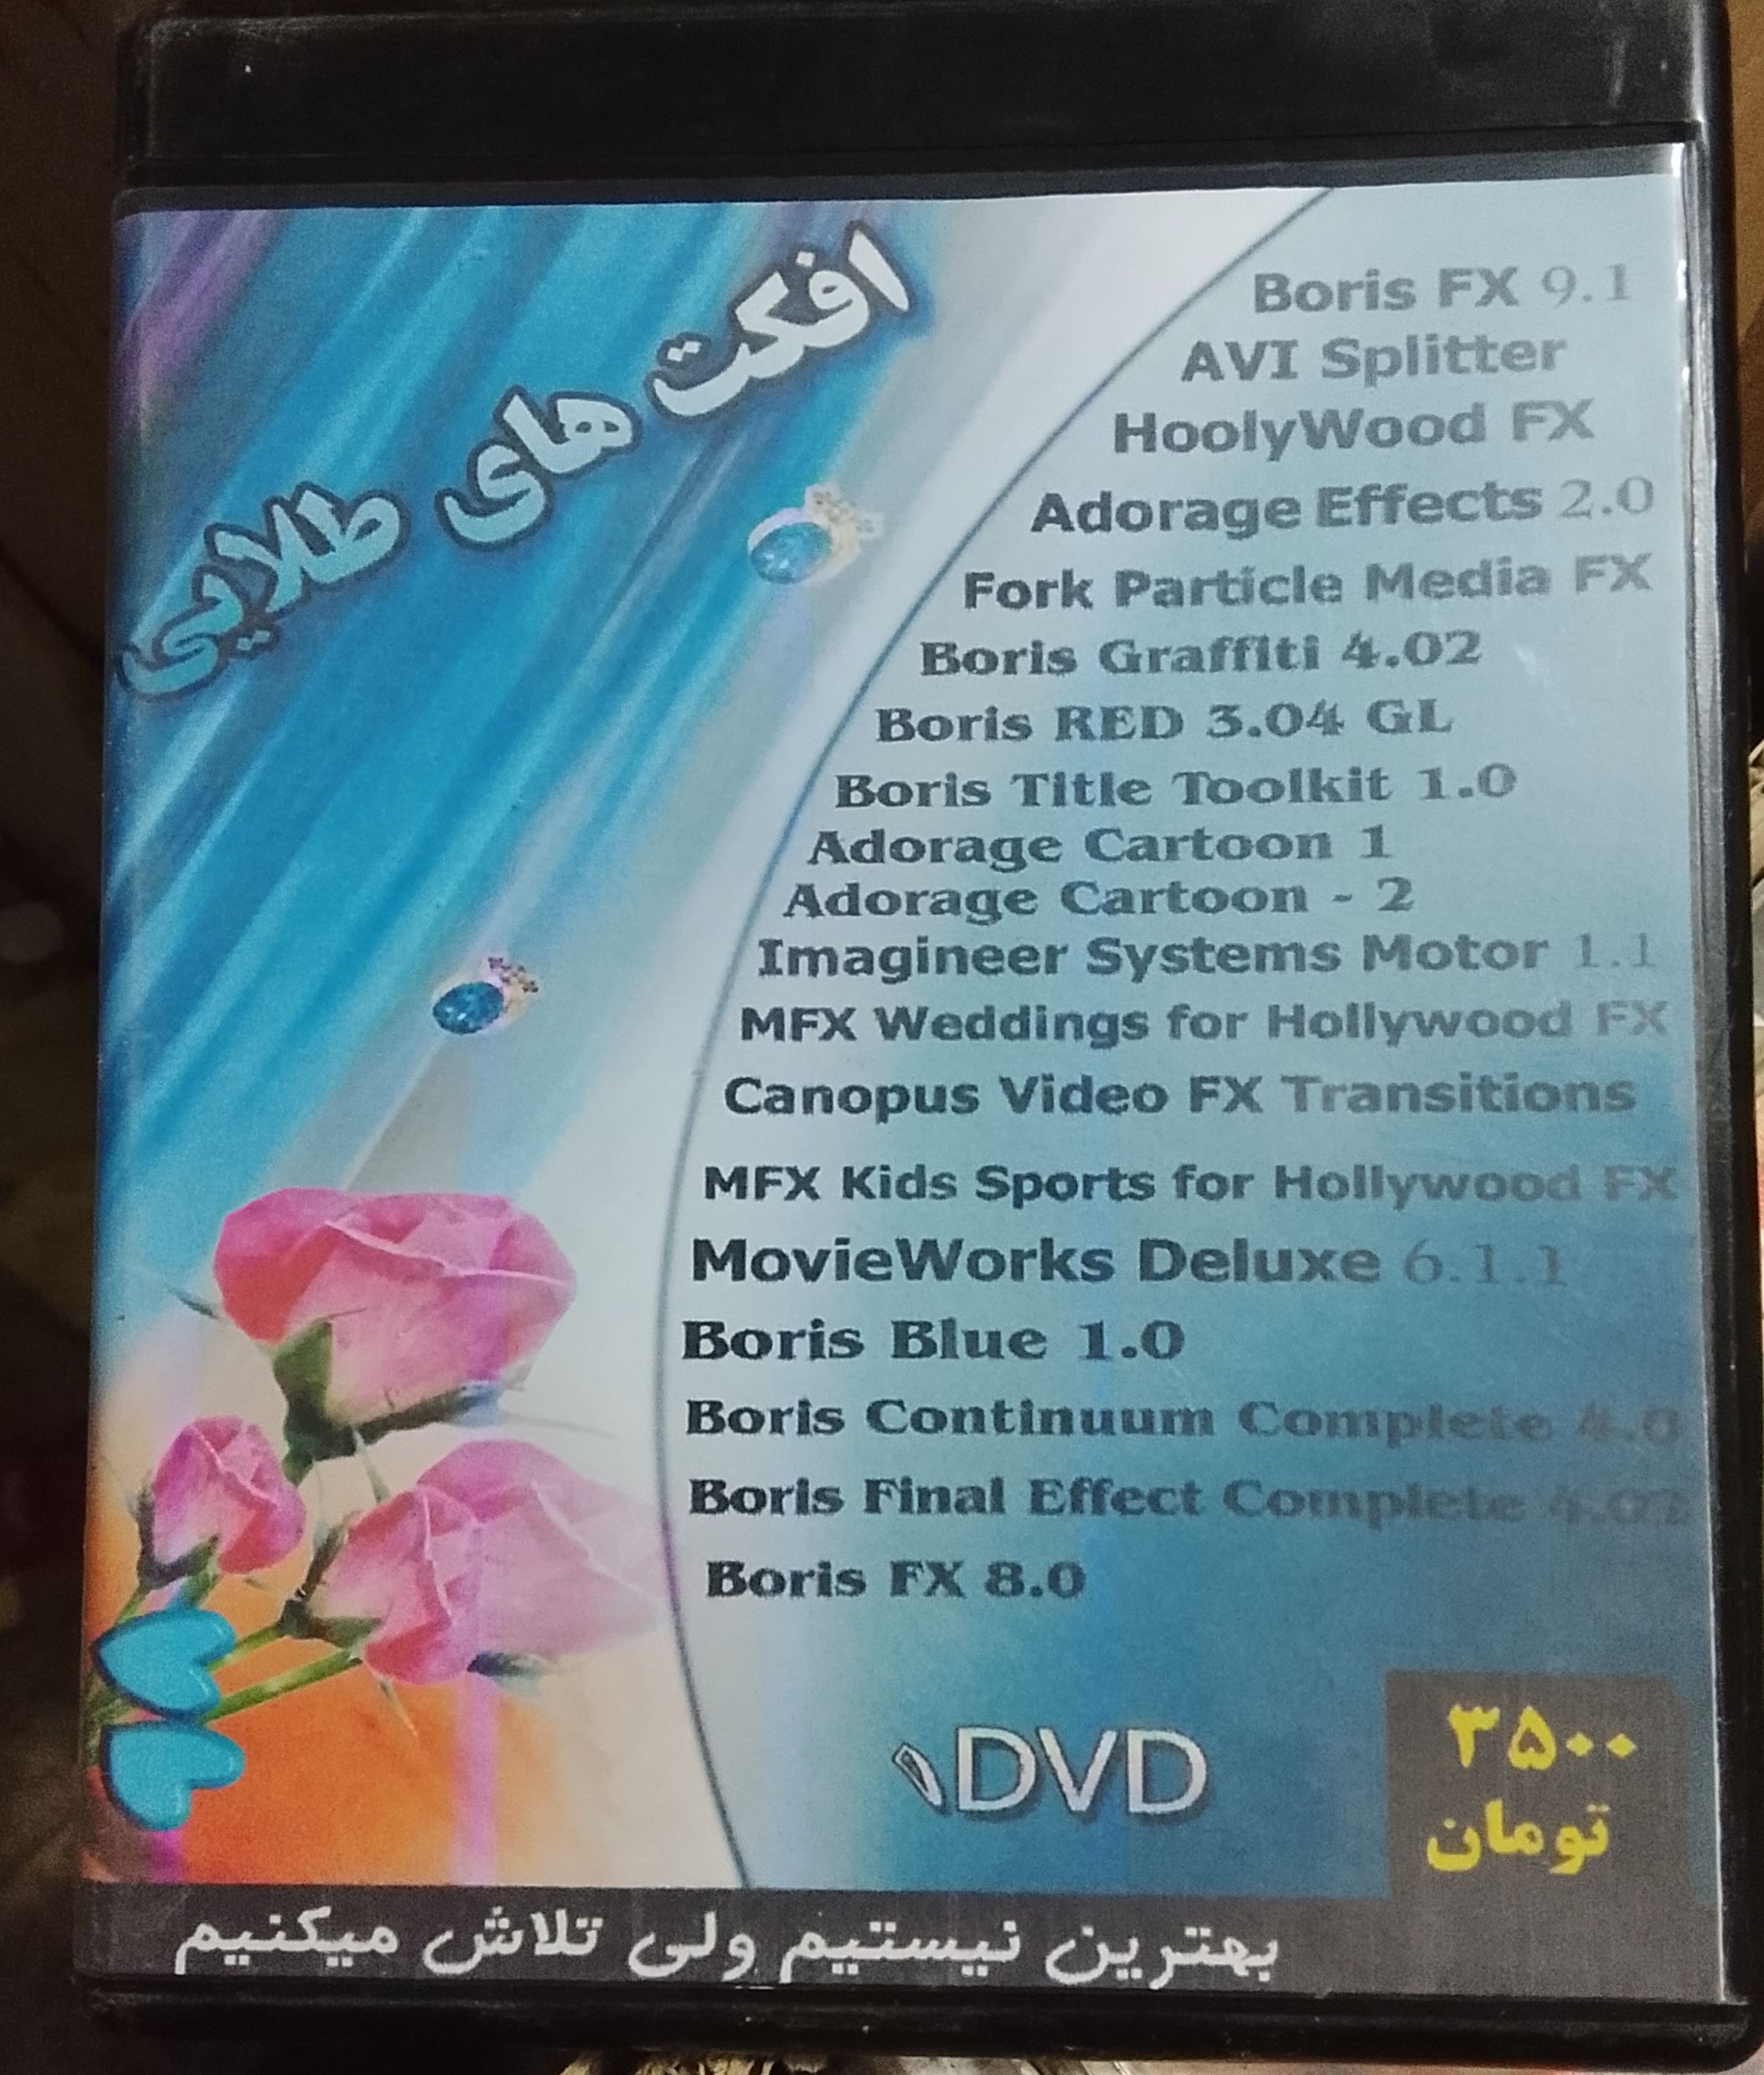 افکت های طلایی
Boris FX 9.1
AVI Splitter
HoolyWood FX
Adorage Effects 2.0
Fork Particle Media FX
Boris Graffiti 4.02
Boris RED 3.04 GL
Boris Title Toolkit 1.0
Adorage Cartoon 1
Adorage Cartoon - 2
Imagineer Systems Motor 1.1
MFX Weddings for Hollywood FX
Canopus Video FX Transitions
MFX Kids Sports for Hollywood FX
MovieWorks Deluxe 6.1.1
Boris Blue 1.0
Boris Continuum Complete 4.0
Boris Final Effect Complete 4.02
Boris FX 8.0
۱DVD
۳۵۰۰
تومان
بهترین نیستیم ولی تلاش میکنیم